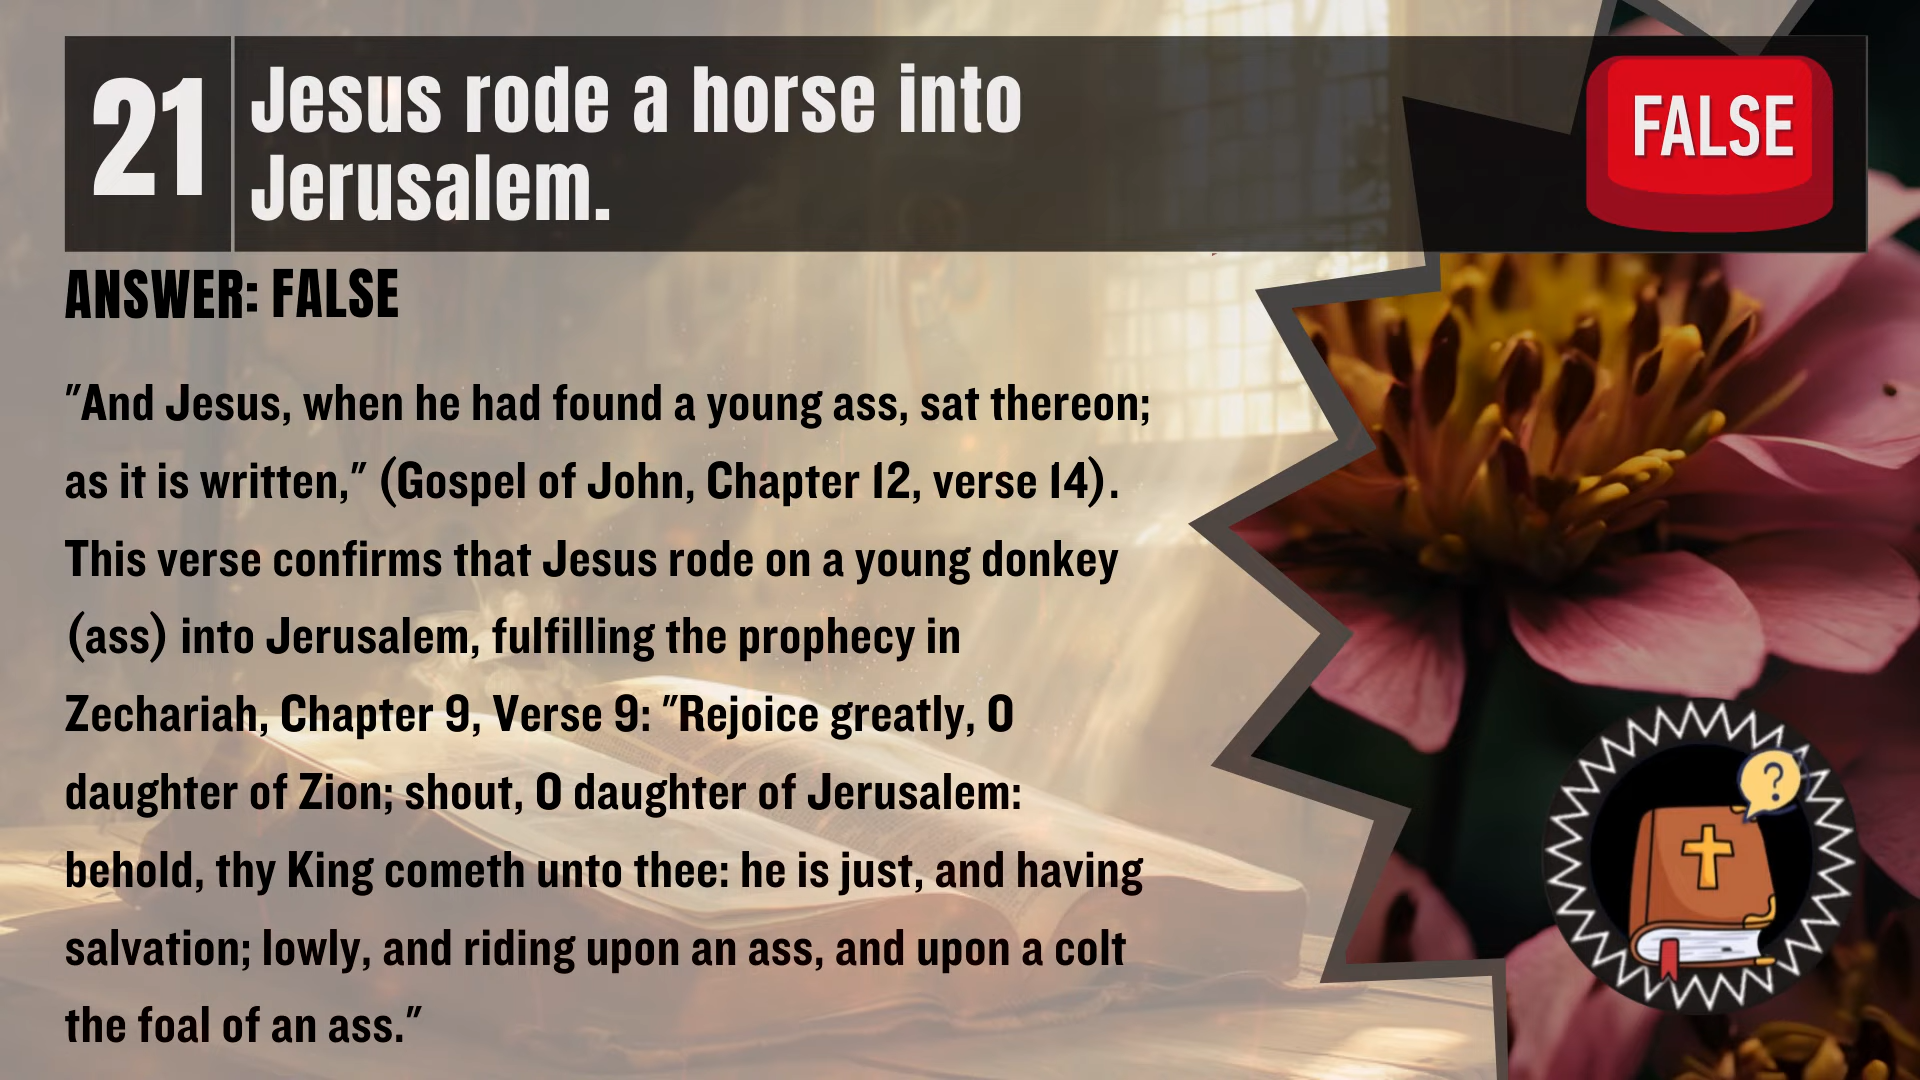 21
Jesus rode a horse into
Jerusalem.
FALSE
ANSWER: FALSE
"And Jesus, when he had found a young ass, sat thereon;
as it is written," (Gospel of John, Chapter 12, verse 14).
This verse confirms that Jesus rode on a young donkey
(ass) into Jerusalem, fulfilling the prophecy in
Zechariah, Chapter 9, Verse 9: "Rejoice greatly, O
daughter of Zion; shout, O daughter of Jerusalem:
behold, thy King cometh unto thee: he is just, and having
salvation; lowly, and riding upon an ass, and upon a colt
the foal of an ass."
?